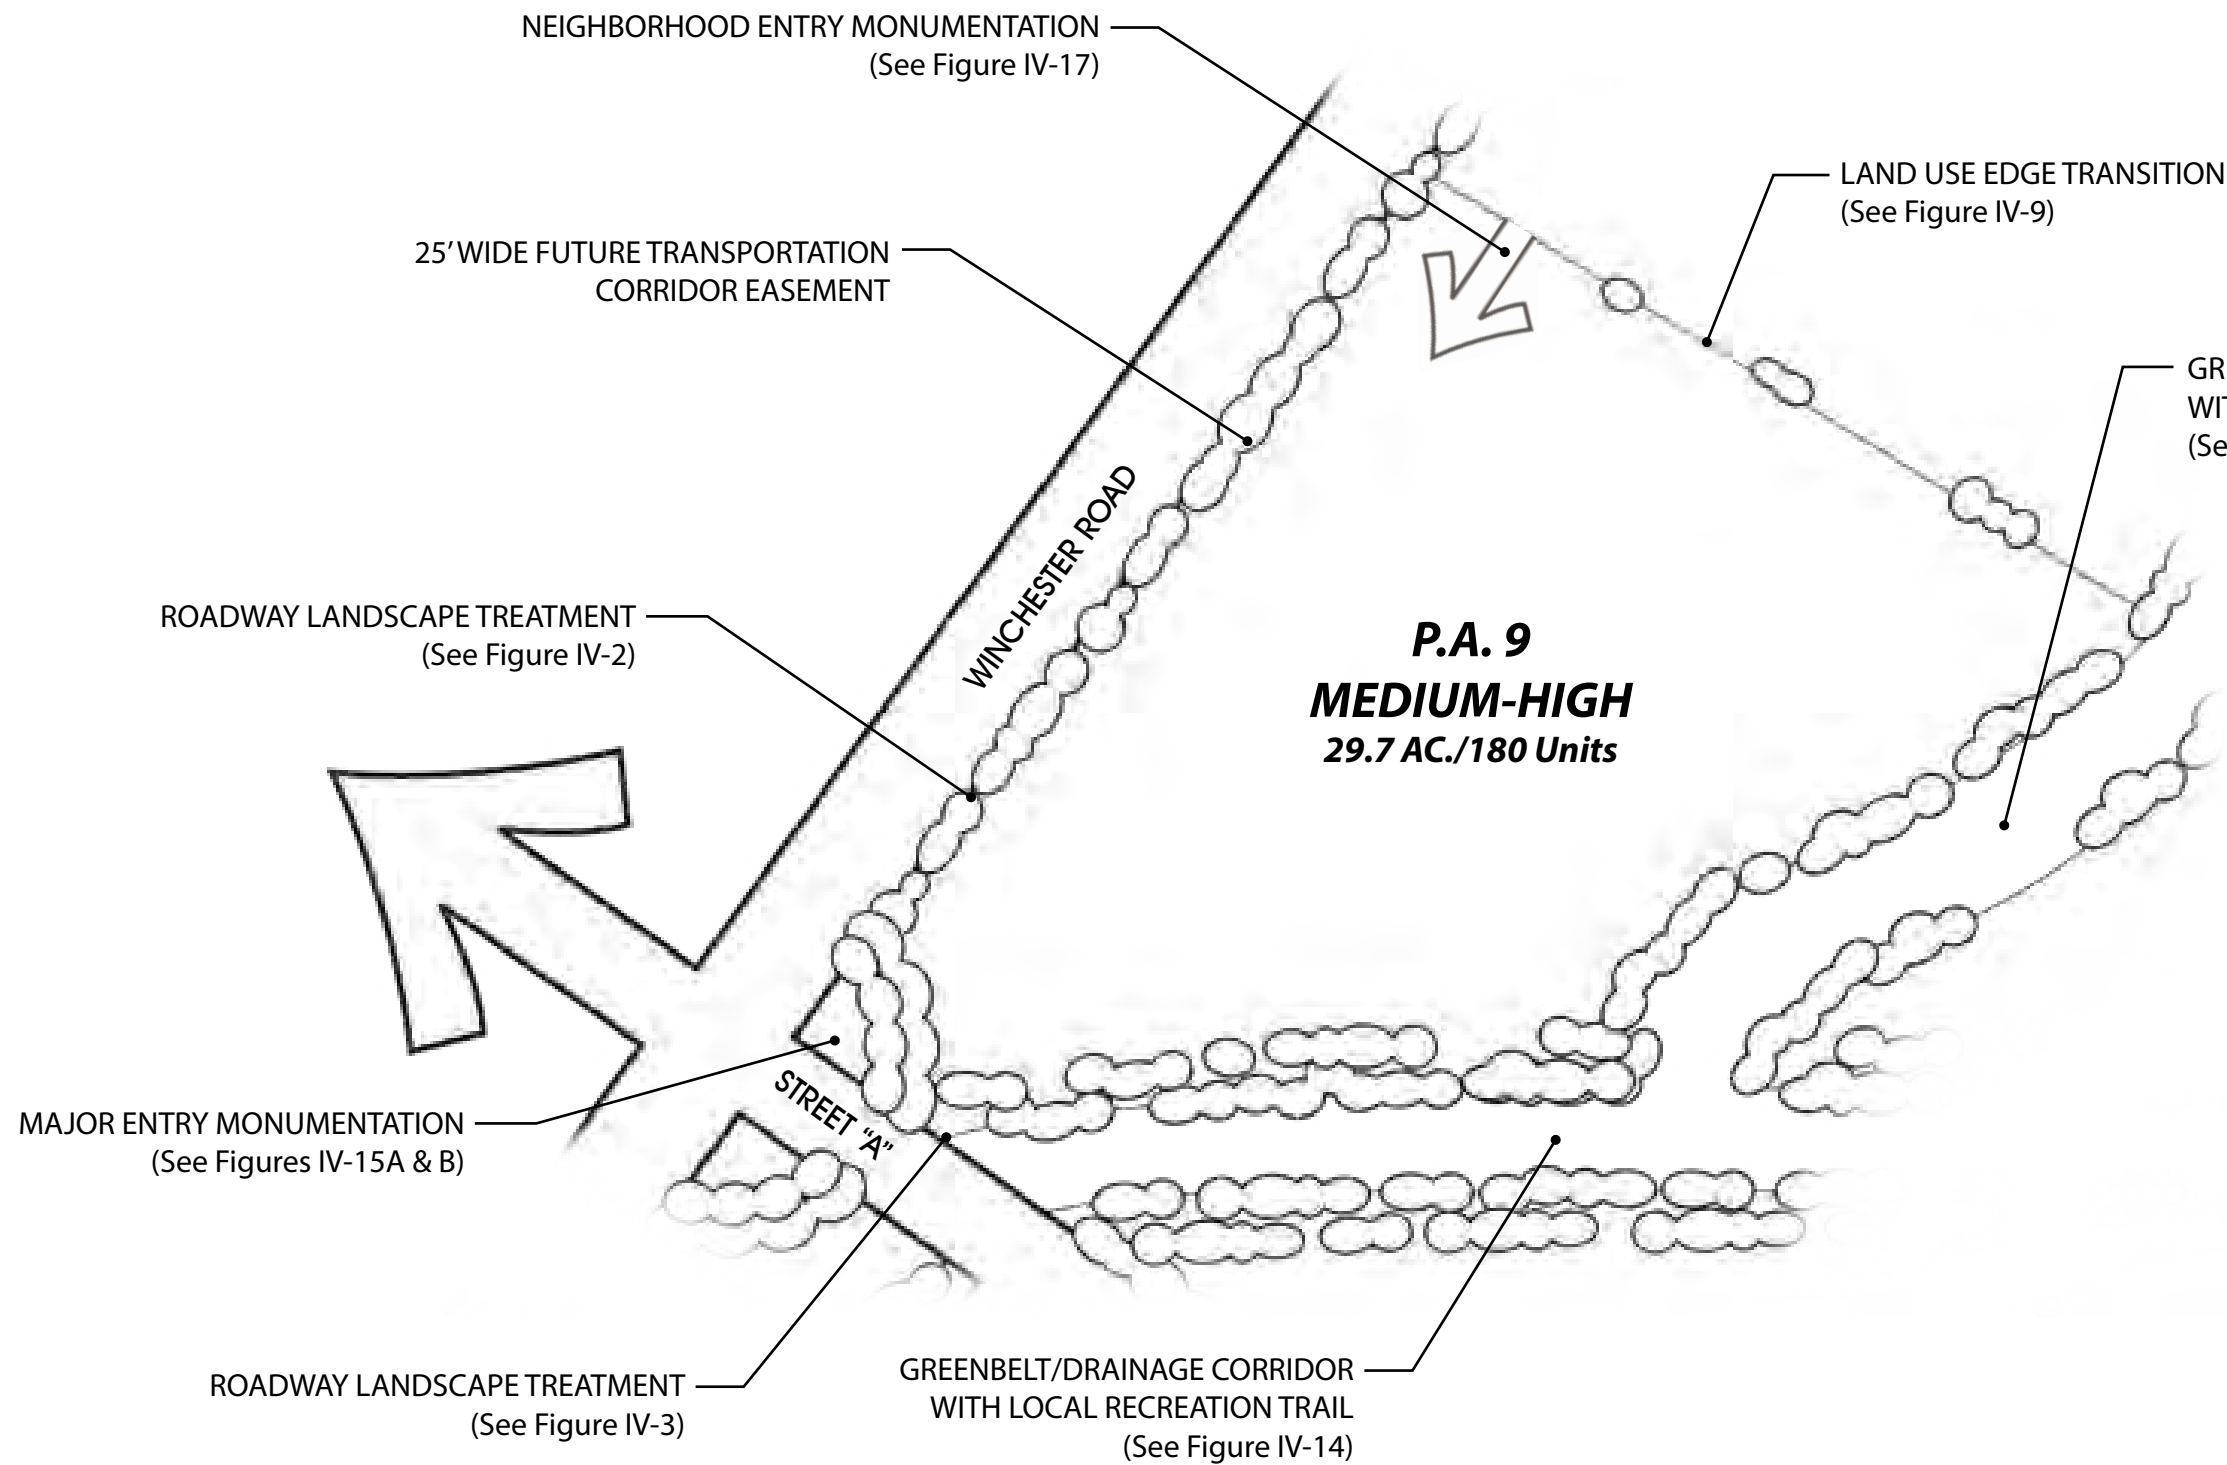 NEIGHBORHOOD ENTRY MONUMENTATION
(See Figure IV-17)
LAND USE EDGE TRANSITION
(See Figure IV-9)
25' WIDE FUTURE TRANSPORTATION
CORRIDOR EASEMENT
WINCHESTER ROAD
ROADWAY LANDSCAPE TREATMENT
(See Figure IV-2)
P.A. 9
MEDIUM-HIGH
29.7 AC./180 Units
MAJOR ENTRY MONUMENTATION
(See Figures IV-15A & B)
STREET "A"
ROADWAY LANDSCAPE TREATMENT
(See Figure IV-3)
GREENBELT/DRAINAGE CORRIDOR
WITH LOCAL RECREATION TRAIL
(See Figure IV-14)